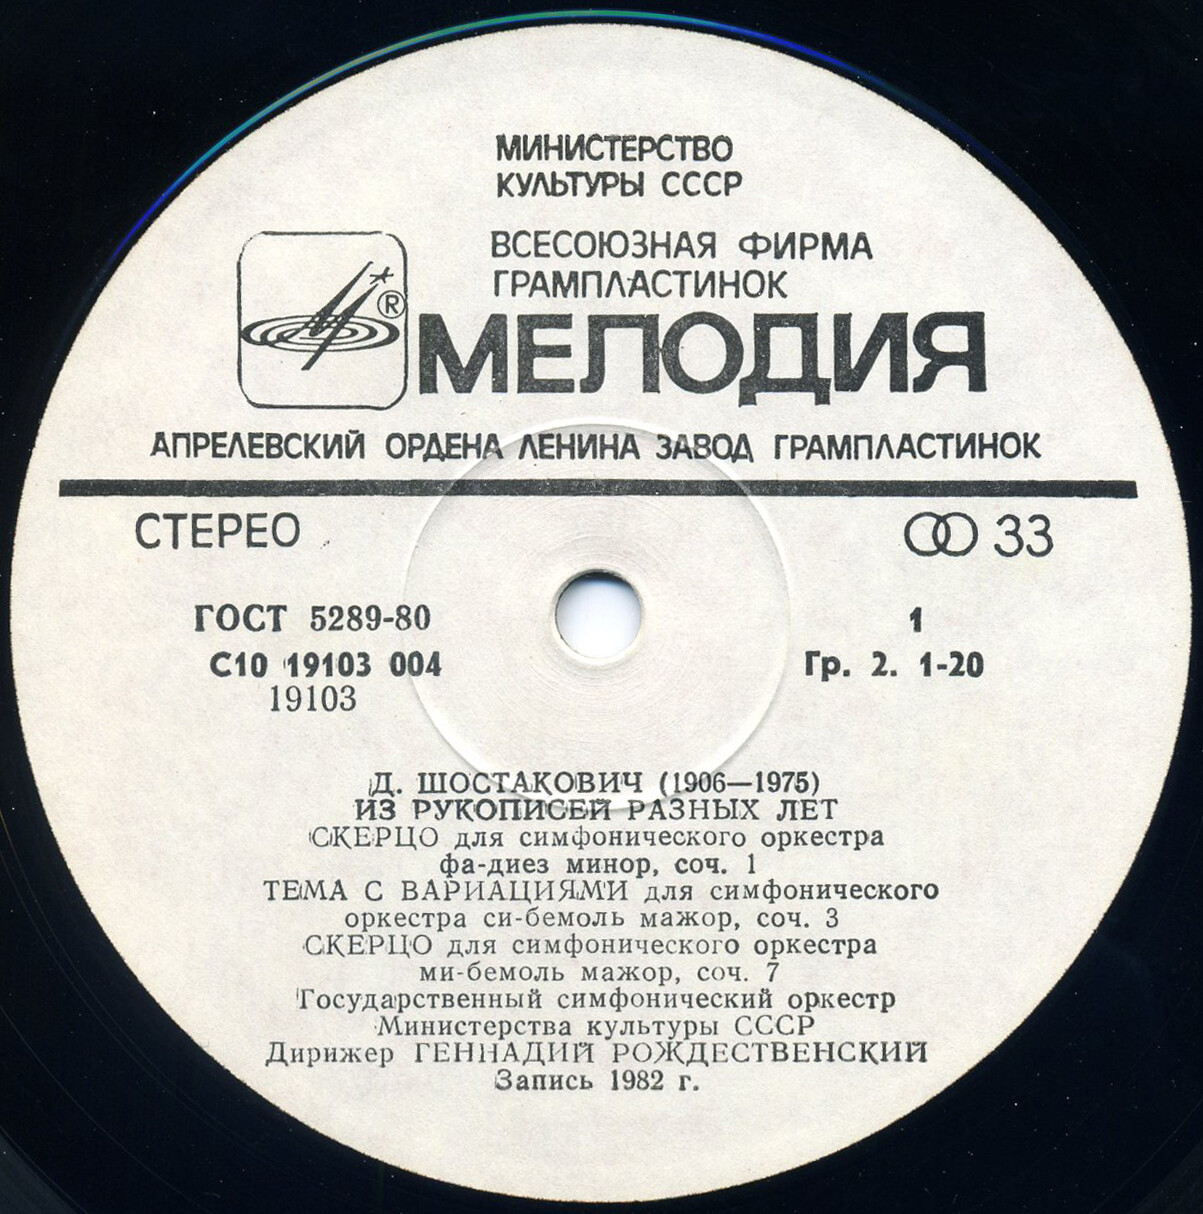 МИНИСТЕРСТВО
КУЛЬТУРЫ СССР
ВСЕСОЮЗНАЯ ФИРМА
ГРАМПЛАСТИНОК
®
МЕЛОДИЯ
АПРЕЛЕВСКИЙ ОРДЕНА ЛЕНИНА ЗАВОД ГРАМПЛАСТИНОК
СТЕРЕО
33
ГОСТ 5289-80
1
С10 19103 004
Гр. 2. 1-20
19103
Д. ШОСТАКОВИЧ (1906—1975)
ИЗ РУКОПИСЕЙ РАЗНЫХ ЛЕТ
СКЕРЦО для симфонического оркестра
фа-диез минор, соч. 1
ТЕМА С ВАРИАЦИЯМИ для симфонического
оркестра си-бемоль мажор, соч. 3
СКЕРЦО для симфонического оркестра
ми-бемоль мажор, соч. 7
Государственный симфонический оркестр
Министерства культуры СССР
Дирижер ГЕННАДИЙ РОЖДЕСТВЕНСКИЙ
Запись 1982 г.